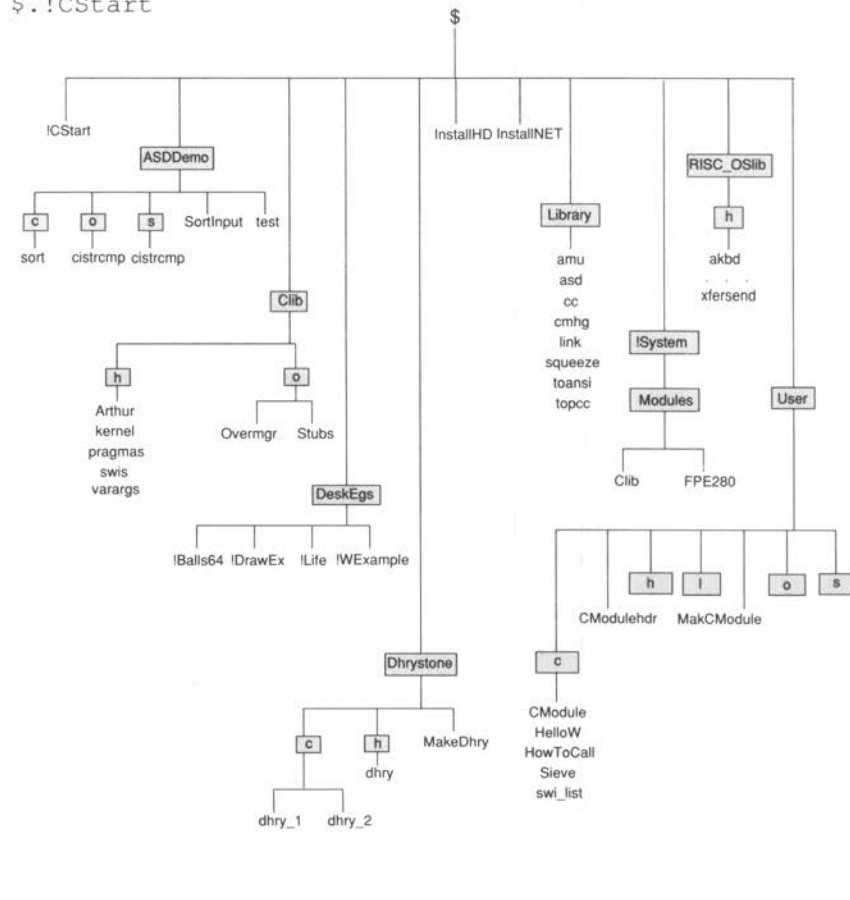 $.!CStart
$
!CStart
InstallHD InstallNET
ASDDemo
RISC_OSlib
c o s SortInput test
Library
h
sort cistrcmp cistrcmp
amu
asd
cc
cmhg
link
squeeze
toansi
topcc
akbd
. . .
xfersend
Clib
!System
h o
Modules
User
Arthur
kernel
pragmas
swis
varargs
Overmgr Stubs
Clib FPE280
DeskEgs
!Balls64 !DrawEx !Life !WExample
h l o s
CModulehdr MakCModule
Dhrystone
c
c h MakeDhry
CModule
HelloW
HowToCall
Sieve
swi_list
dhry
dhry_1 dhry_2